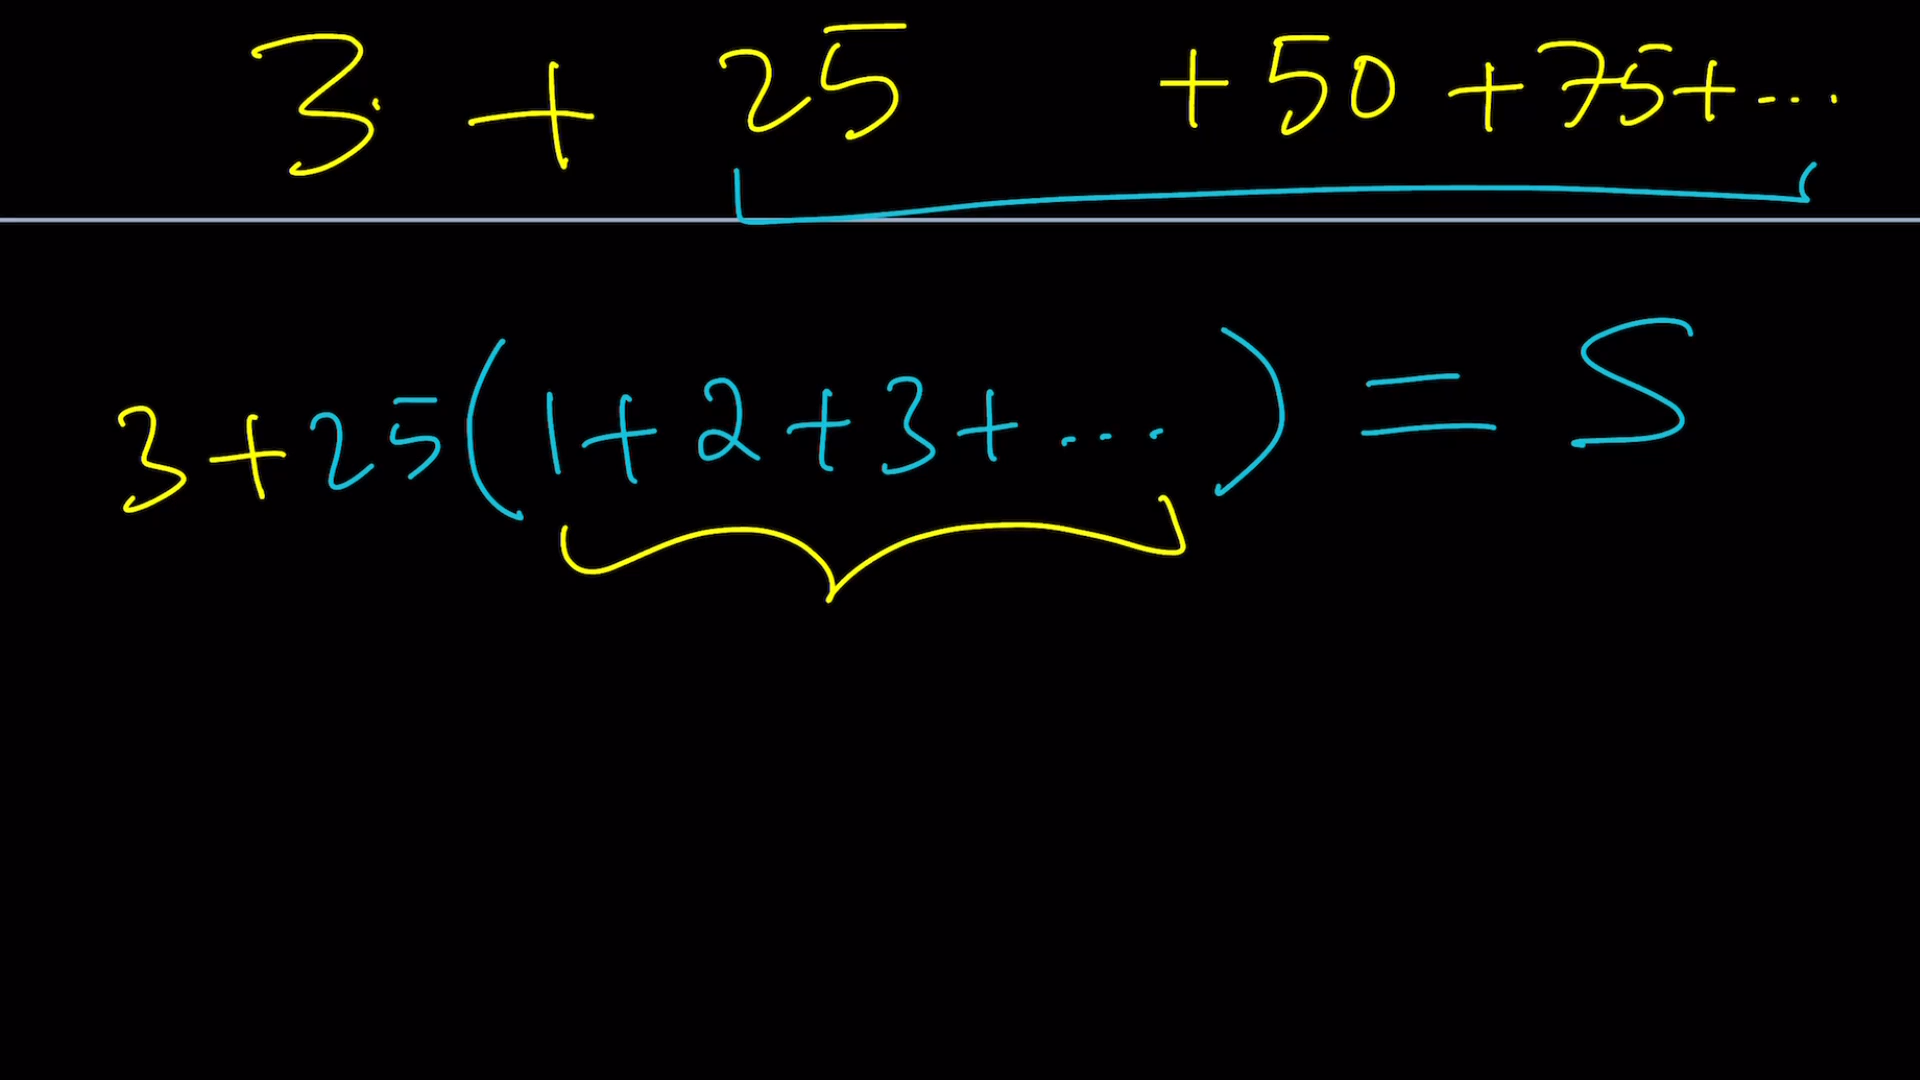 3 + 25 + 50 + 75 + ...
3 + 25 ( 1 + 2 + 3 + ... ) = S